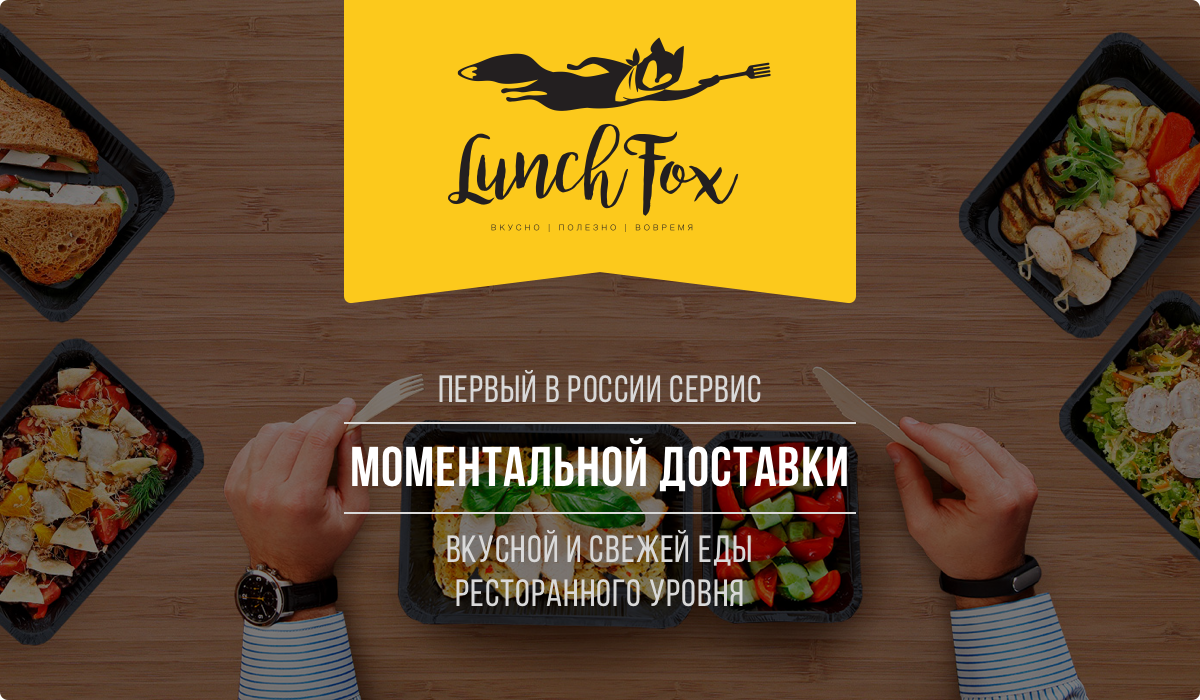 Lunch Fox
ВКУСНО | ПОЛЕЗНО | ВОВРЕМЯ
ПЕРВЫЙ В РОССИИ СЕРВИС
МОМЕНТАЛЬНОЙ ДОСТАВКИ
ВКУСНОЙ И СВЕЖЕЙ ЕДЫ
РЕСТОРАННОГО УРОВНЯ